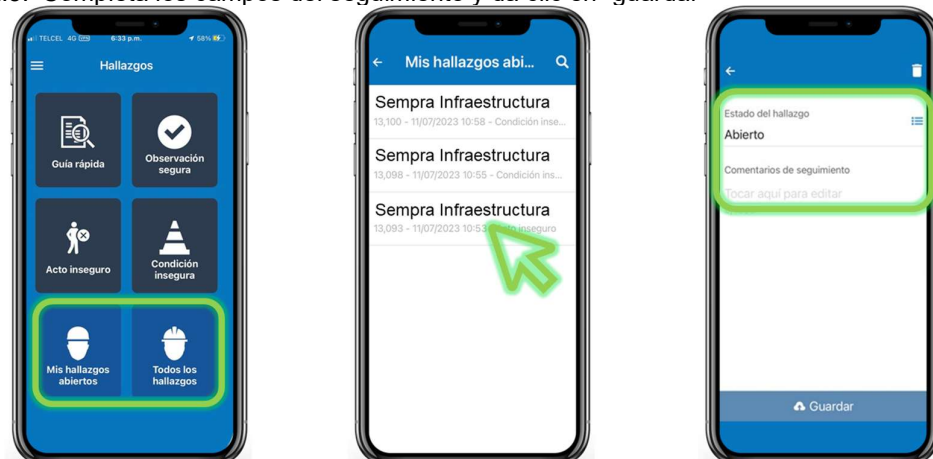 Completa los campos del seguimiento y da clic en "guardar"
TELCEL 4G 6:33 p.m. 58%
Hallazgos
Guía rápida
Observación
segura
Acto inseguro
Condición
insegura
Mis hallazgos
abiertos
Todos los
hallazgos
Mis hallazgos abi...
Sempra Infraestructura
13,100 - 11/07/2023 10:58 - Condición inse...
Sempra Infraestructura
13,098 - 11/07/2023 10:55 - Condición ins...
Sempra Infraestructura
13,093 - 11/07/2023 10:53 inseguro
Estado del hallazgo
Abierto
Comentarios de seguimiento
Tocar aquí para editar
Guardar